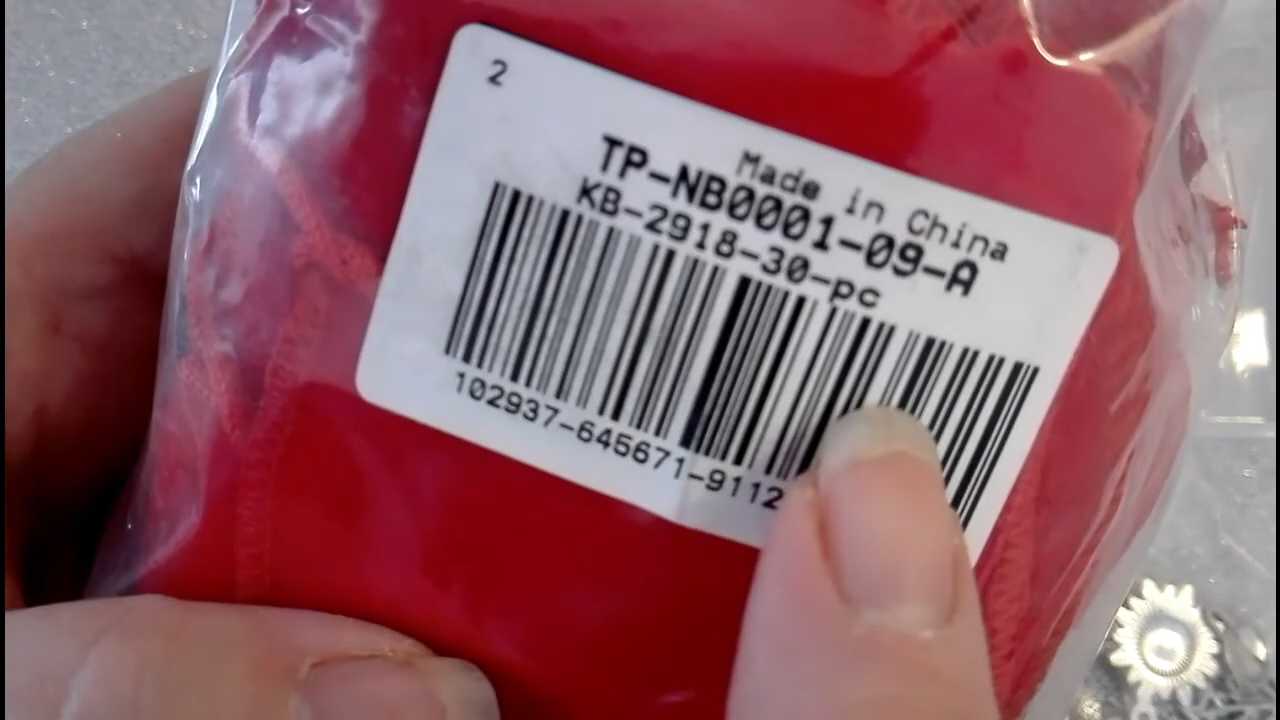 2
Made in China
TP-NB0001-09-A
KB-2918-30-pc
102937-645671-9112